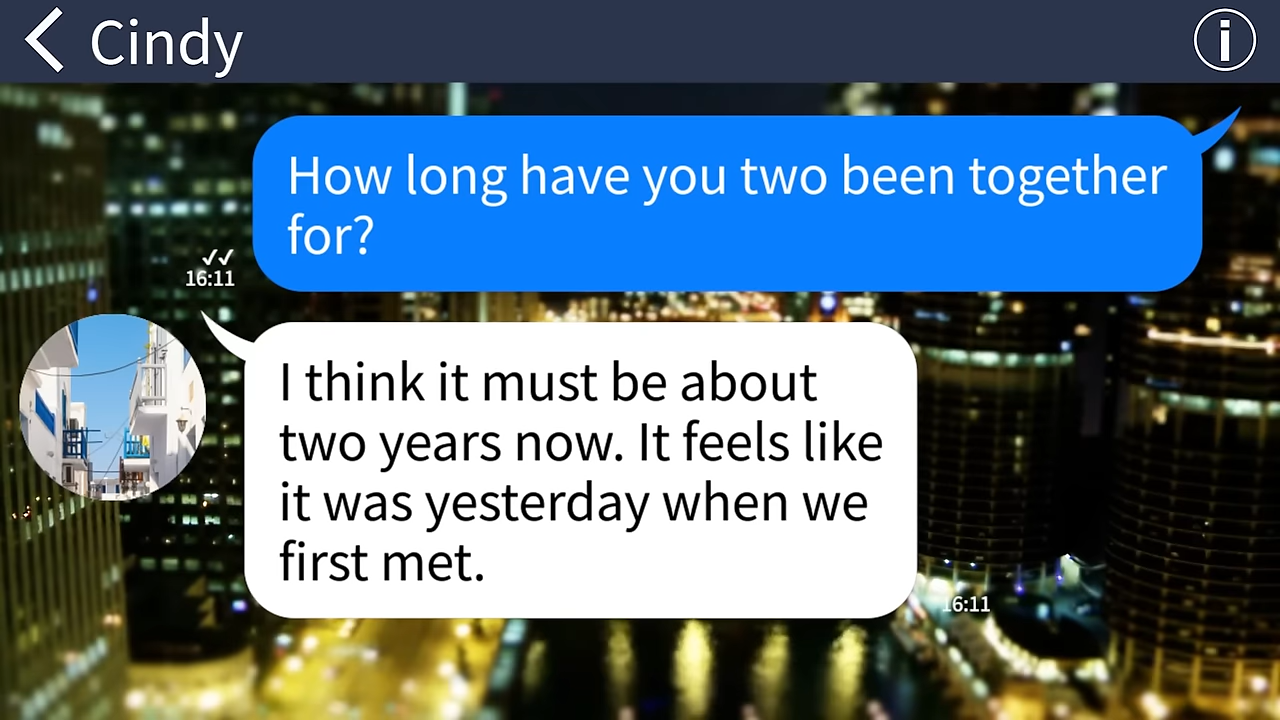 Cindy
How long have you two been together
for?
16:11
I think it must be about
two years now. It feels like
it was yesterday when we
first met.
16:11